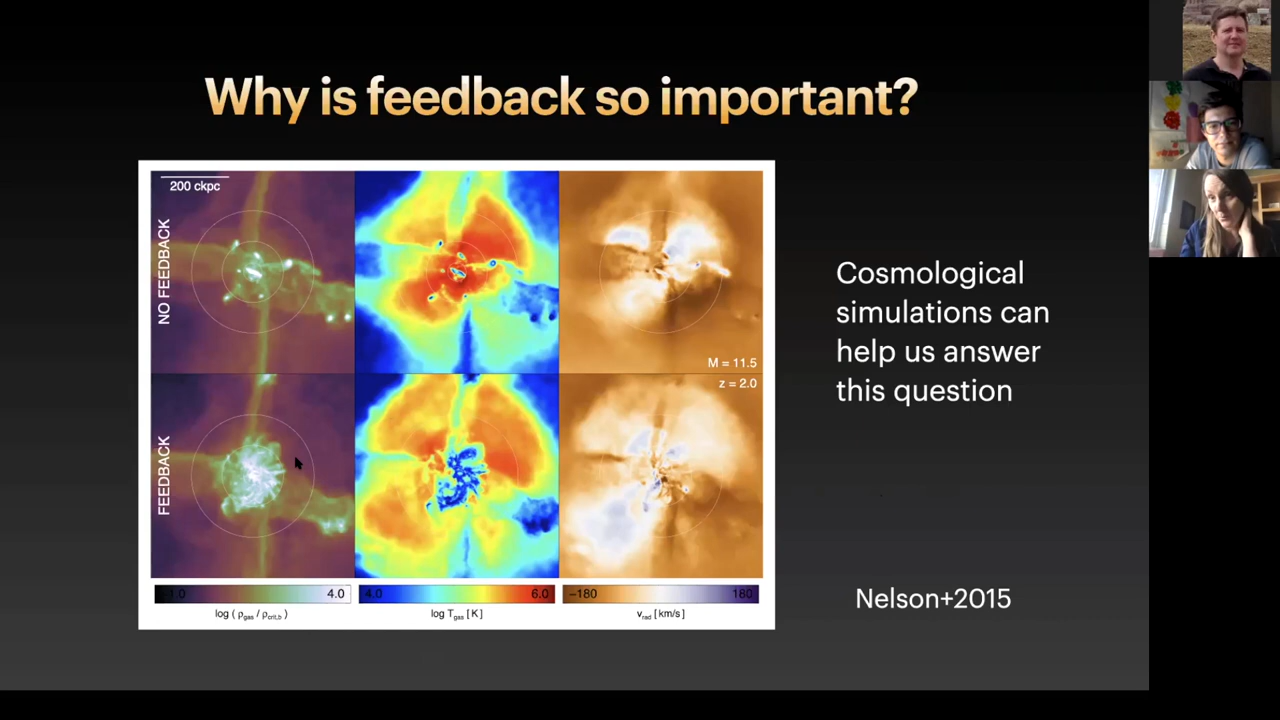 Why is feedback so important?
200 ckpc
NO FEEDBACK
M = 11.5
z = 2.0
FEEDBACK
-1.0 4.0
log ( ρgas / ρcrit,b )
4.0 6.0
log Tgas [ K ]
-180 180
vrad [ km/s ]
Cosmological
simulations can
help us answer
this question
Nelson+2015